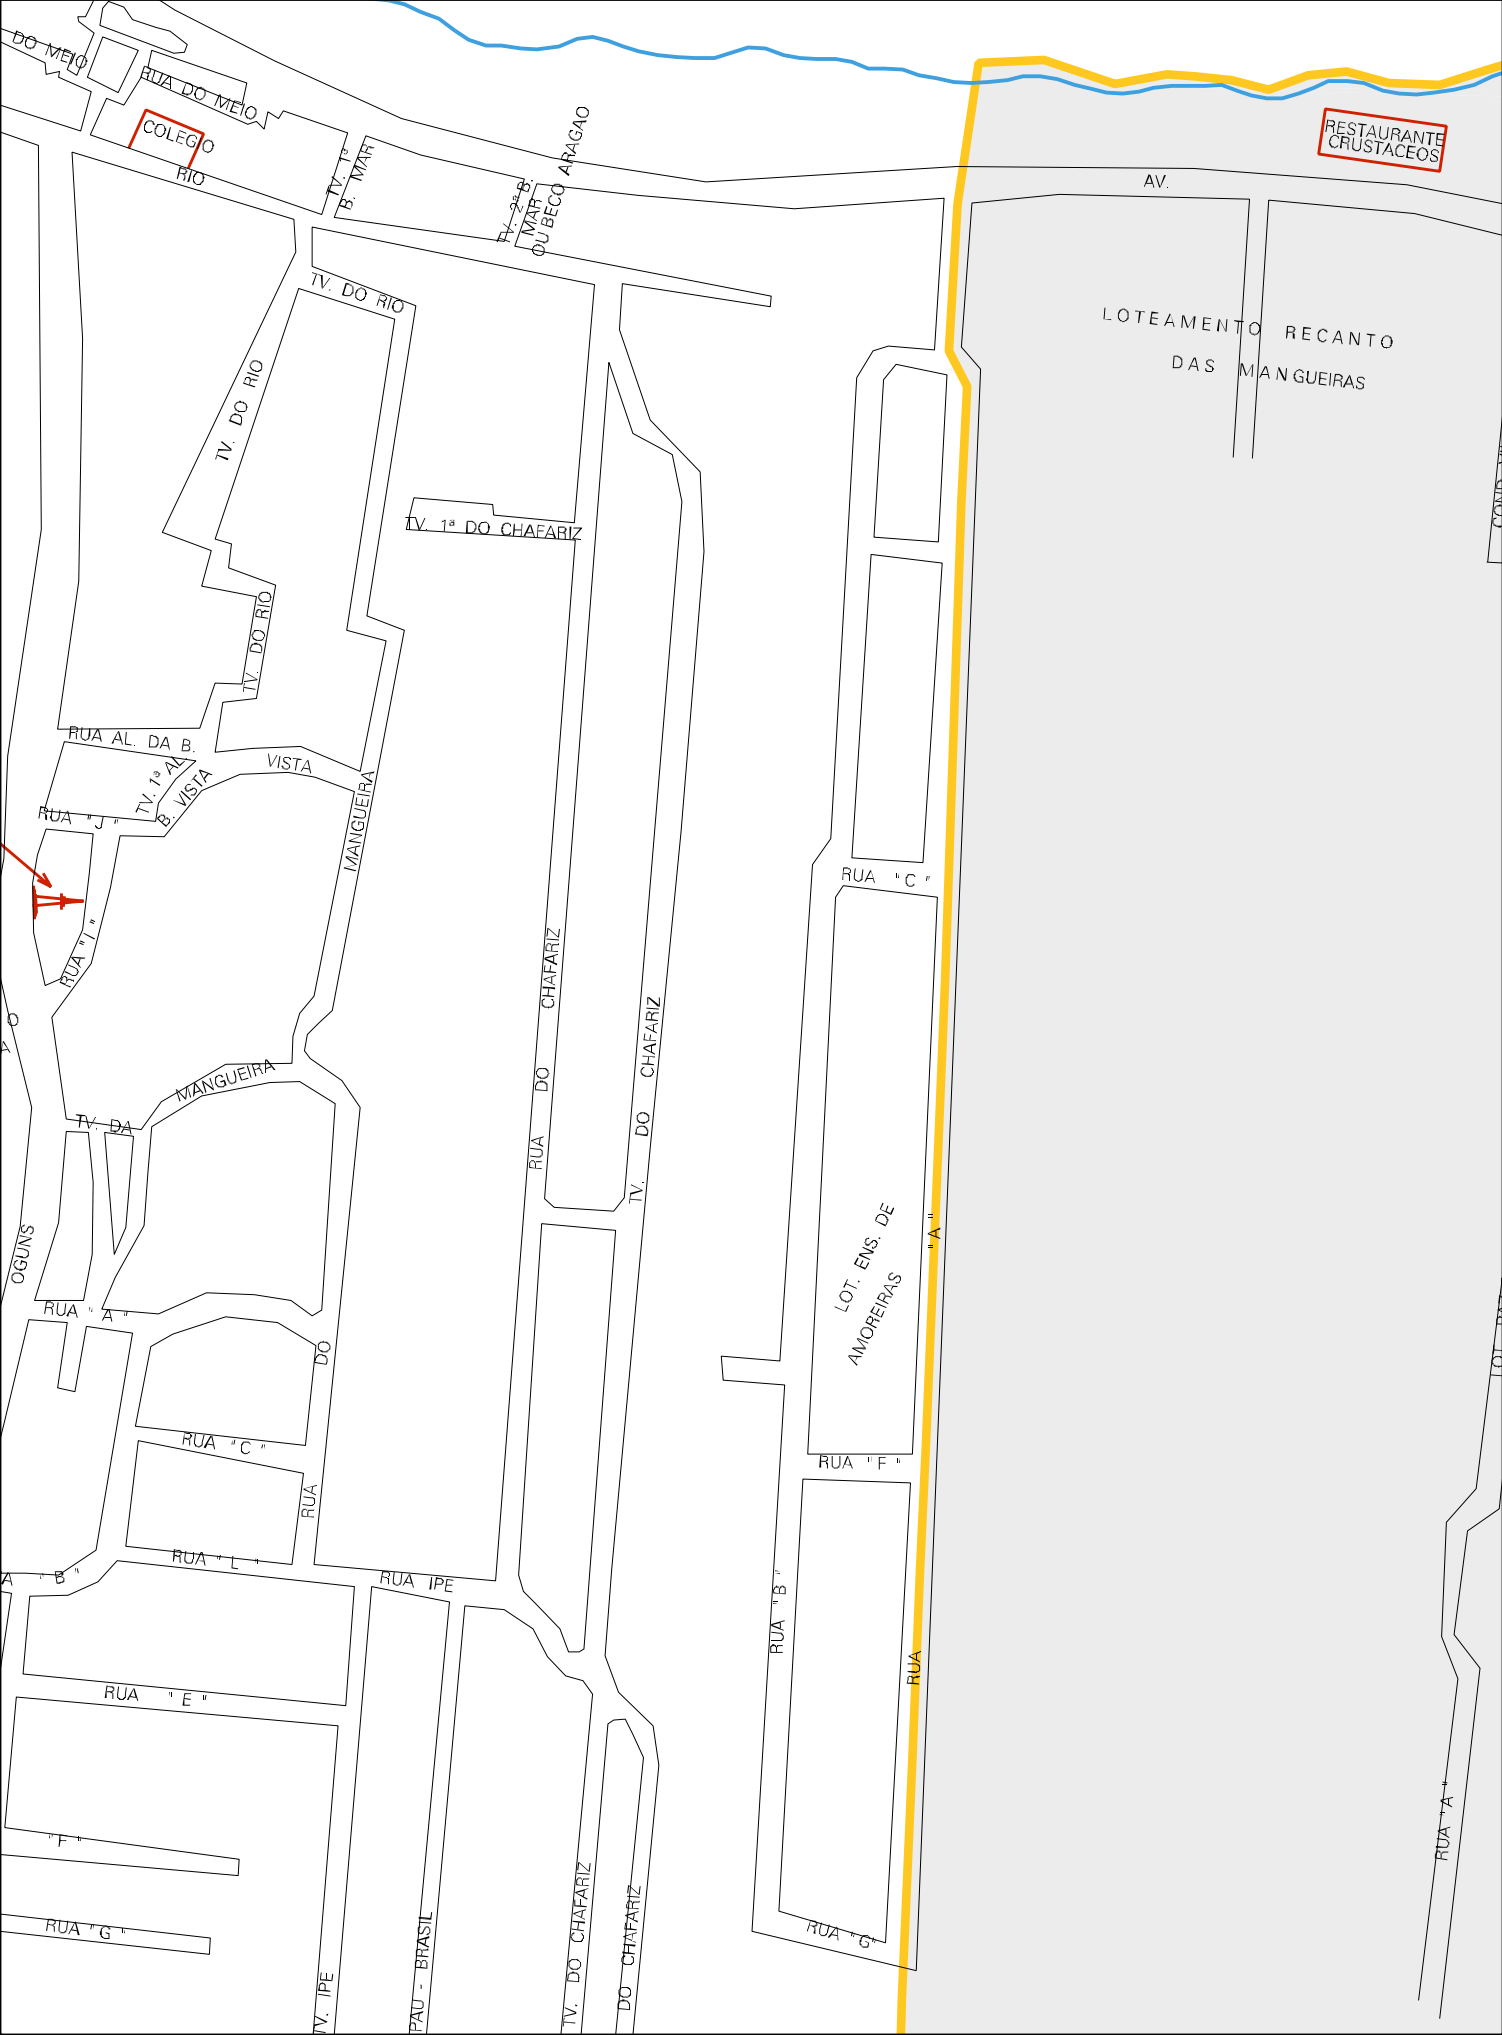 DO MEIO
RUA DO MEIO
COLEGIO
RIO
TV. 1ª
B. MAR
TV. 2ª B.
MAR
OU BECO ARAGAO
RESTAURANTE
CRUSTACEOS
AV.
TV. DO RIO
LOTEAMENTO RECANTO
DAS MANGUEIRAS
TV. DO RIO
TV. 1ª DO CHAFARIZ
TV. DO RIO
RUA AL. DA B.
VISTA
TV. 1ª AL.
B. VISTA
RUA "J"
MANGUEIRA
RUA "C"
RUA "I"
RUA DO CHAFARIZ
TV. DO CHAFARIZ
O
MANGUEIRA
TV. DA
OGUNS
LOT. ENS. DE
AMOREIRAS
RUA "A"
RUA "A"
RUA DO
RUA "C"
RUA "F"
RUA "L"
RUA IPE
A "B"
RUA "B"
RUA "E"
RUA "A"
"F"
RUA "G"
RUA "G"
TV. IPE
PAU - BRASIL
TV. DO CHAFARIZ
DO CHAFARIZ